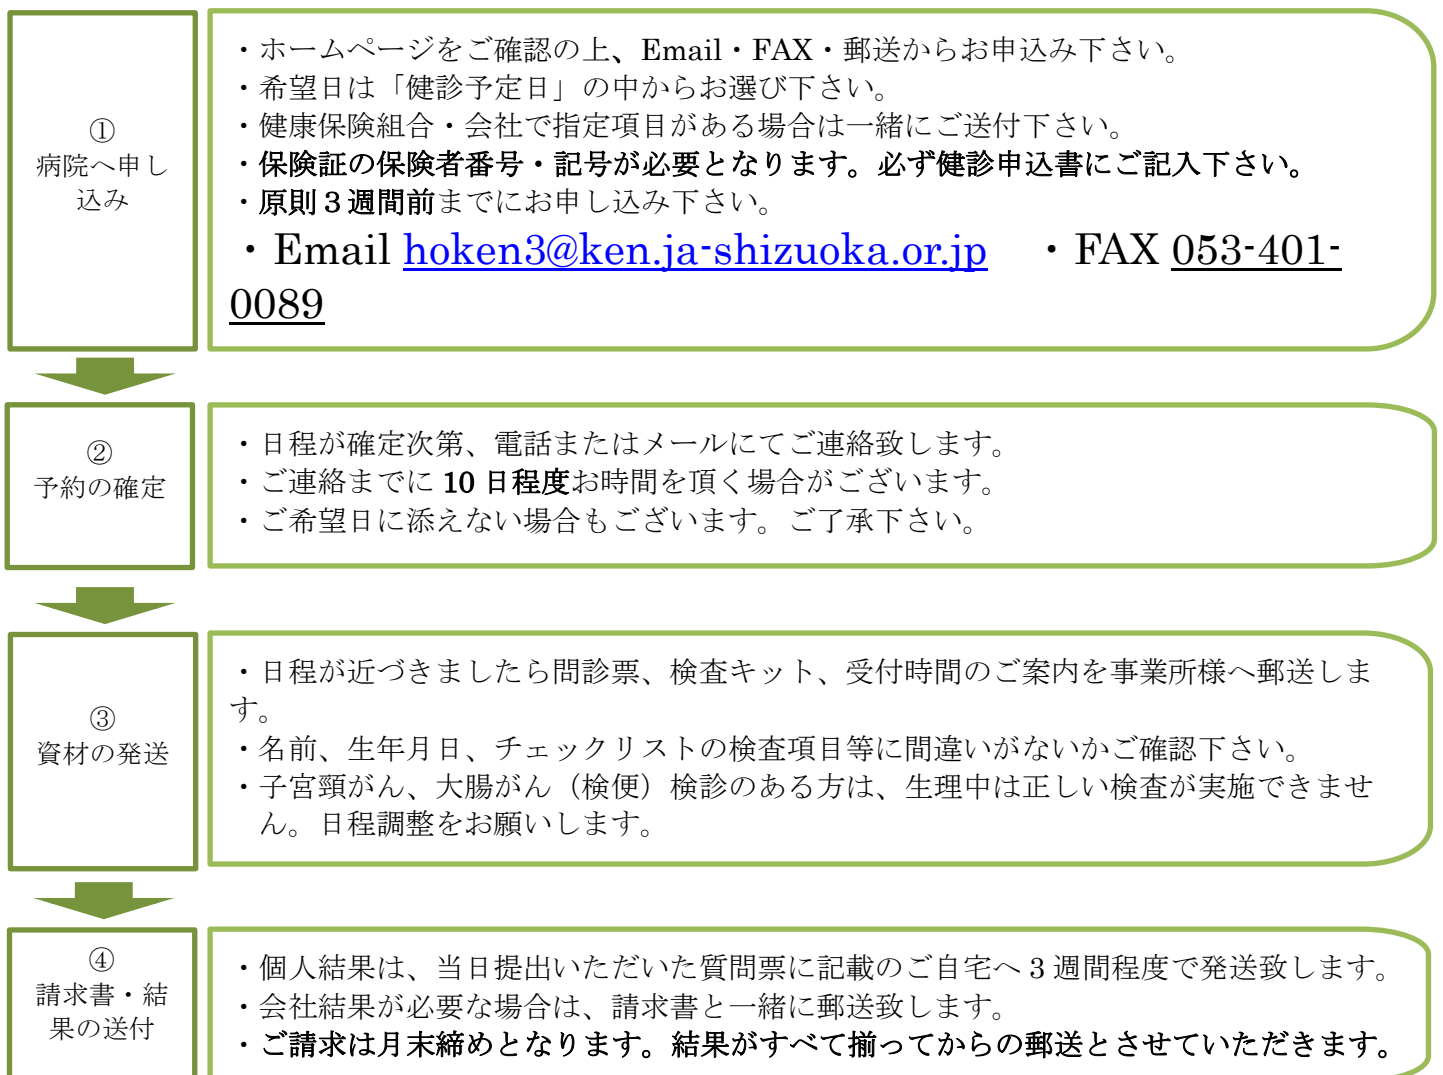 ①
病院へ申し
込み
・ホームページをご確認の上、Email・FAX・郵送からお申込み下さい。
・希望日は「健診予定日」の中からお選び下さい。
・健康保険組合・会社で指定項目がある場合は一緒にご送付下さい。
・保険証の保険者番号・記号が必要となります。必ず健診申込書にご記入下さい。
・原則３週間前までにお申し込み下さい。
・Email hoken3@ken.ja-shizuoka.or.jp　・FAX 053-401-
0089
②
予約の確定
・日程が確定次第、電話またはメールにてご連絡致します。
・ご連絡までに 10 日程度お時間を頂く場合がございます。
・ご希望日に添えない場合もございます。ご了承下さい。
③
資材の発送
・日程が近づきましたら問診票、検査キット、受付時間のご案内を事業所様へ郵送しま
す。
・名前、生年月日、チェックリストの検査項目等に間違いがないかご確認下さい。
・子宮頸がん、大腸がん（検便）検診のある方は、生理中は正しい検査が実施できませ
ん。日程調整をお願いします。
④
請求書・結
果の送付
・個人結果は、当日提出いただいた質問票に記載のご自宅へ 3 週間程度で発送致します。
・会社結果が必要な場合は、請求書と一緒に郵送致します。
・ご請求は月末締めとなります。結果がすべて揃ってからの郵送とさせていただきます。